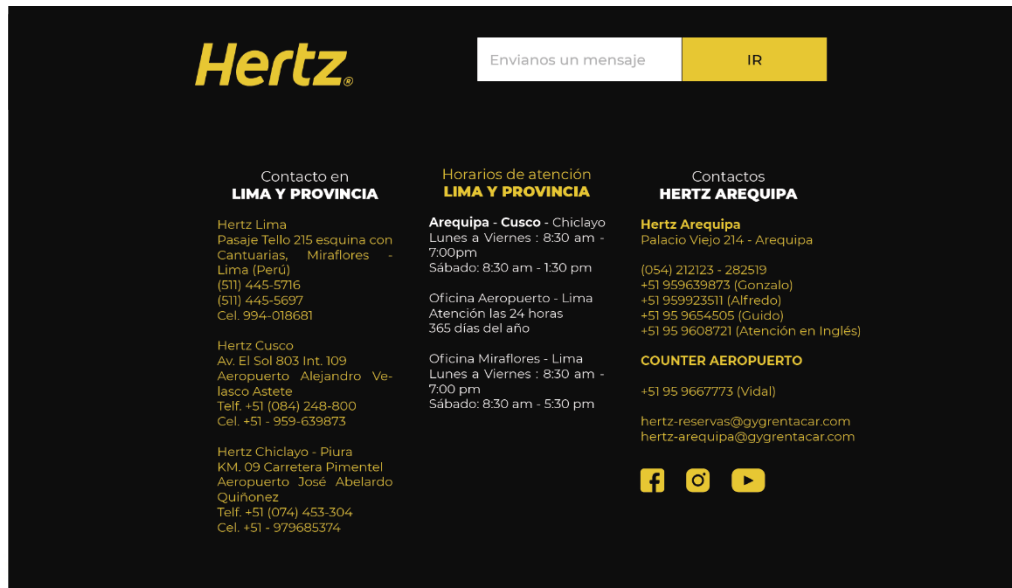 Hertz®
Envianos un mensaje
IR
Contacto en
LIMA Y PROVINCIA
Hertz Lima
Pasaje Tello 215 esquina con
Cantuarias, Miraflores -
Lima (Perú)
(511) 445-5716
(511) 445-5697
Cel. 994-018681
Hertz Cusco
Av. El Sol 803 Int. 109
Aeropuerto Alejandro Ve-
lasco Astete
Telf. +51 (084) 248-800
Cel. +51 - 959-639873
Hertz Chiclayo - Piura
KM. 09 Carretera Pimentel
Aeropuerto José Abelardo
Quiñonez
Telf. +51 (074) 453-304
Cel. +51 - 979685374
Horarios de atención
LIMA Y PROVINCIA
Arequipa - Cusco - Chiclayo
Lunes a Viernes : 8:30 am -
7:00pm
Sábado: 8:30 am - 1:30 pm
Oficina Aeropuerto - Lima
Atención las 24 horas
365 días del año
Oficina Miraflores - Lima
Lunes a Viernes : 8:30 am -
7:00 pm
Sábado: 8:30 am - 5:30 pm
Contactos
HERTZ AREQUIPA
Hertz Arequipa
Palacio Viejo 214 - Arequipa
(054) 212123 - 282519
+51 959639873 (Gonzalo)
+51 959923511 (Alfredo)
+51 95 9654505 (Guido)
+51 95 9608721 (Atención en Inglés)
COUNTER AEROPUERTO
+51 95 9667773 (Vidal)
hertz-reservas@gygrentacar.com
hertz-arequipa@gygrentacar.com